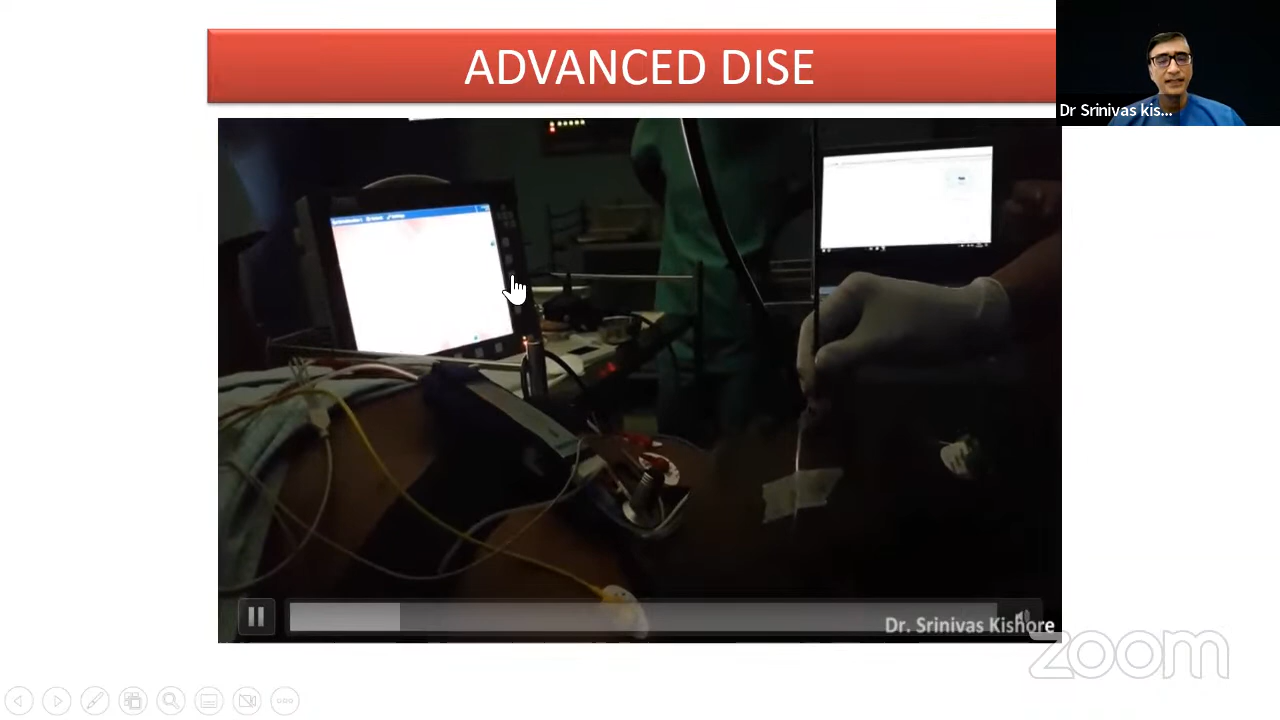 ADVANCED DISE
Dr Srinivas kis...
Dr. Srinivas Kishore
zoom